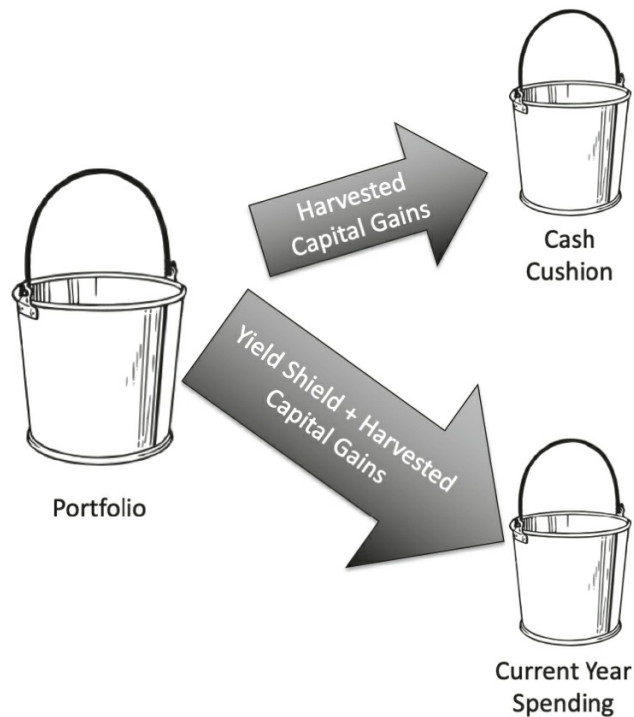 Harvested
Capital Gains
Cash
Cushion
Yield Shield + Harvested
Capital Gains
Portfolio
Current Year
Spending